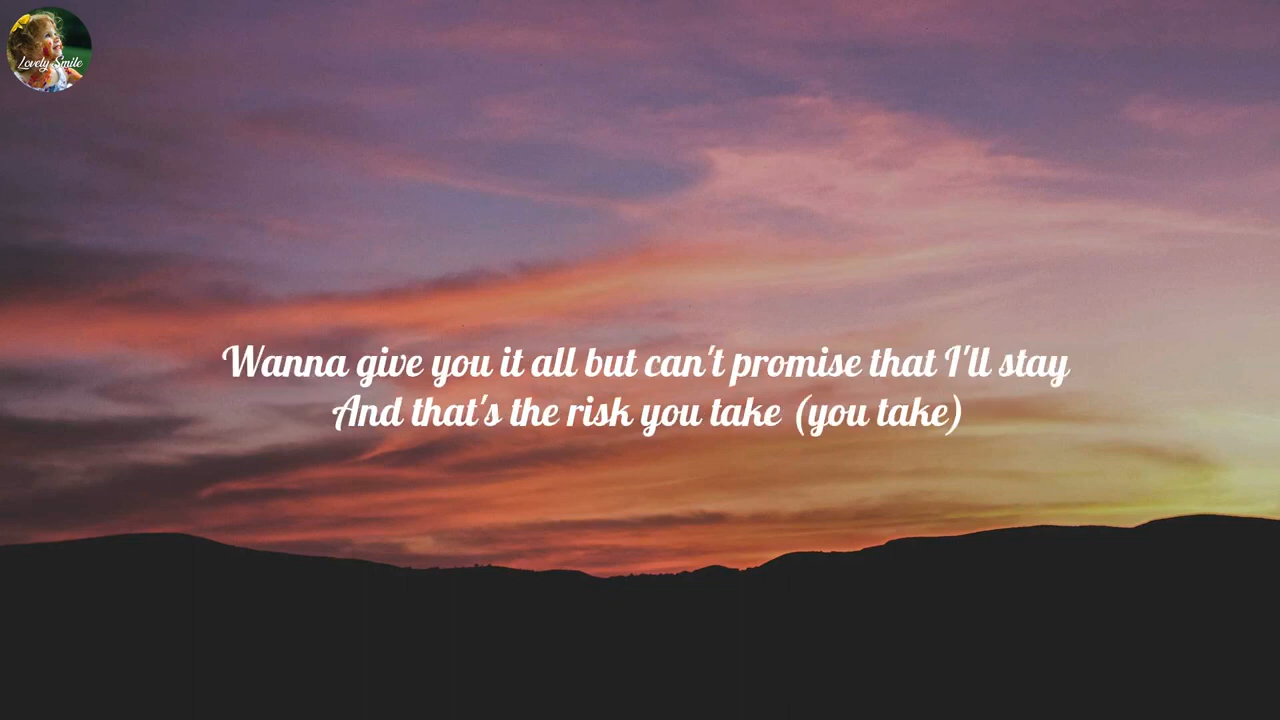 Lovely Smile
Wanna give you it all but can't promise that I'll stay
And that's the risk you take (you take)